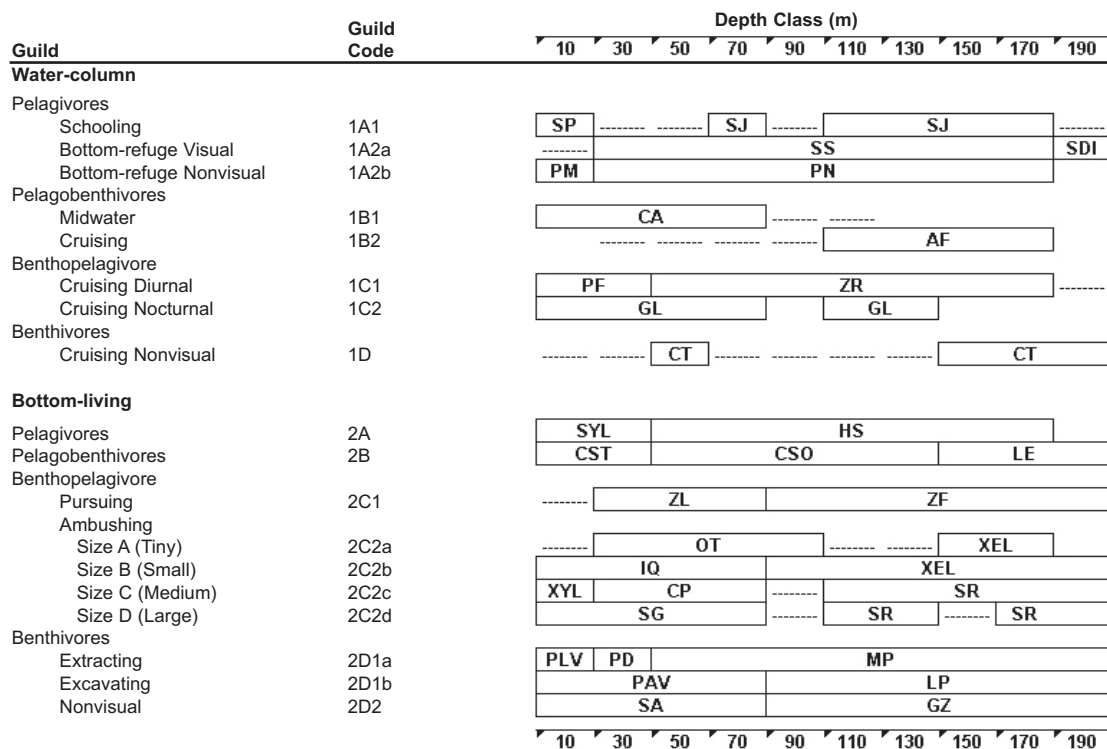 Depth Class (m)
Guild Guild Code 10 30 50 70 90 110 130 150 170 190
Water-column
Pelagivores
Schooling 1A1 SP -------- -------- SJ -------- SJ --------
Bottom-refuge Visual 1A2a -------- SS SDI
Bottom-refuge Nonvisual 1A2b PM PN
Pelagobenthivores
Midwater 1B1 CA -------- --------
Cruising 1B2 -------- -------- -------- -------- AF
Benthopelagivore
Cruising Diurnal 1C1 PF ZR --------
Cruising Nocturnal 1C2 GL GL
Benthivores
Cruising Nonvisual 1D -------- -------- CT -------- -------- -------- -------- CT
Bottom-living
Pelagivores 2A SYL HS
Pelagobenthivores 2B CST CSO LE
Benthopelagivore
Pursuing 2C1 -------- ZL ZF
Ambushing
Size A (Tiny) 2C2a -------- OT -------- -------- XEL
Size B (Small) 2C2b IQ XEL
Size C (Medium) 2C2c XYL CP -------- SR
Size D (Large) 2C2d SG -------- SR -------- SR
Benthivores
Extracting 2D1a PLV PD MP
Excavating 2D1b PAV LP
Nonvisual 2D2 SA GZ
10 30 50 70 90 110 130 150 170 190